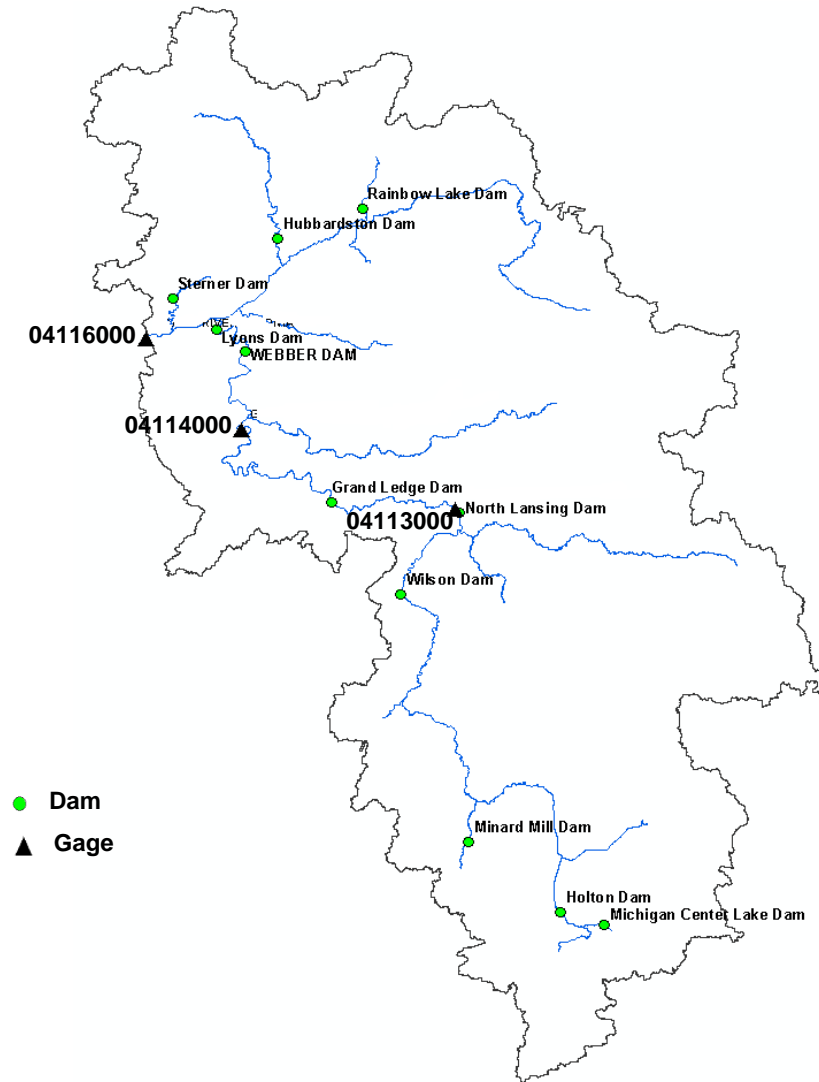 Rainbow Lake Dam
Hubbardston Dam
Sterner Dam
04116000
Lyons Dam
WEBBER DAM
04114000
Grand Ledge Dam
North Lansing Dam
04113000
Wilson Dam
Dam
Gage
Minard Mill Dam
Holton Dam
Michigan Center Lake Dam